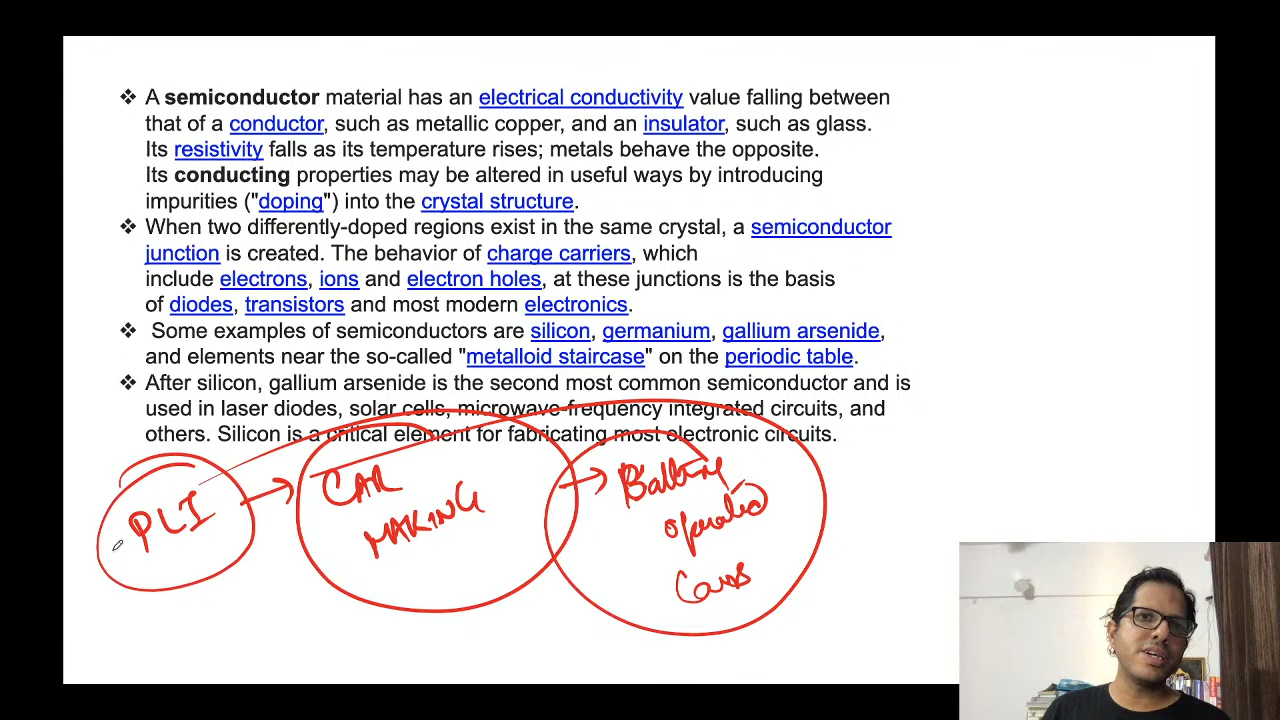 ❖ A semiconductor material has an electrical conductivity value falling between
that of a conductor, such as metallic copper, and an insulator, such as glass.
Its resistivity falls as its temperature rises; metals behave the opposite.
Its conducting properties may be altered in useful ways by introducing
impurities ("doping") into the crystal structure.
❖ When two differently-doped regions exist in the same crystal, a semiconductor
junction is created. The behavior of charge carriers, which
include electrons, ions and electron holes, at these junctions is the basis
of diodes, transistors and most modern electronics.
❖ Some examples of semiconductors are silicon, germanium, gallium arsenide,
and elements near the so-called "metalloid staircase" on the periodic table.
❖ After silicon, gallium arsenide is the second most common semiconductor and is
used in laser diodes, solar cells, microwave-frequency integrated circuits, and
others. Silicon is a critical element for fabricating most electronic circuits.
PLI
CAR
MAKING
Battery
Operated
Cars